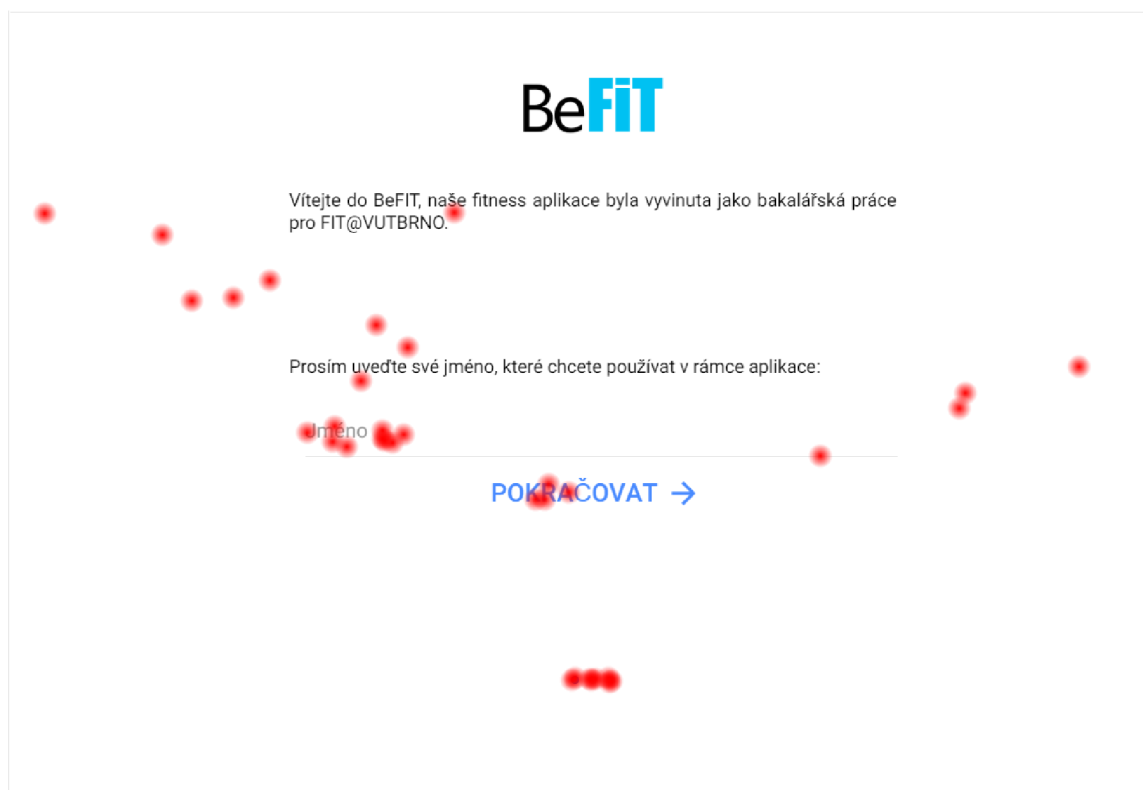 BeFiT
Vítejte do BeFIT, naše fitness aplikace byla vyvinuta jako bakalářská práce
pro FIT@VUTBRNO.
Prosím uveďte své jméno, které chcete používat v rámce aplikace:
Jméno
POKRAČOVAT →